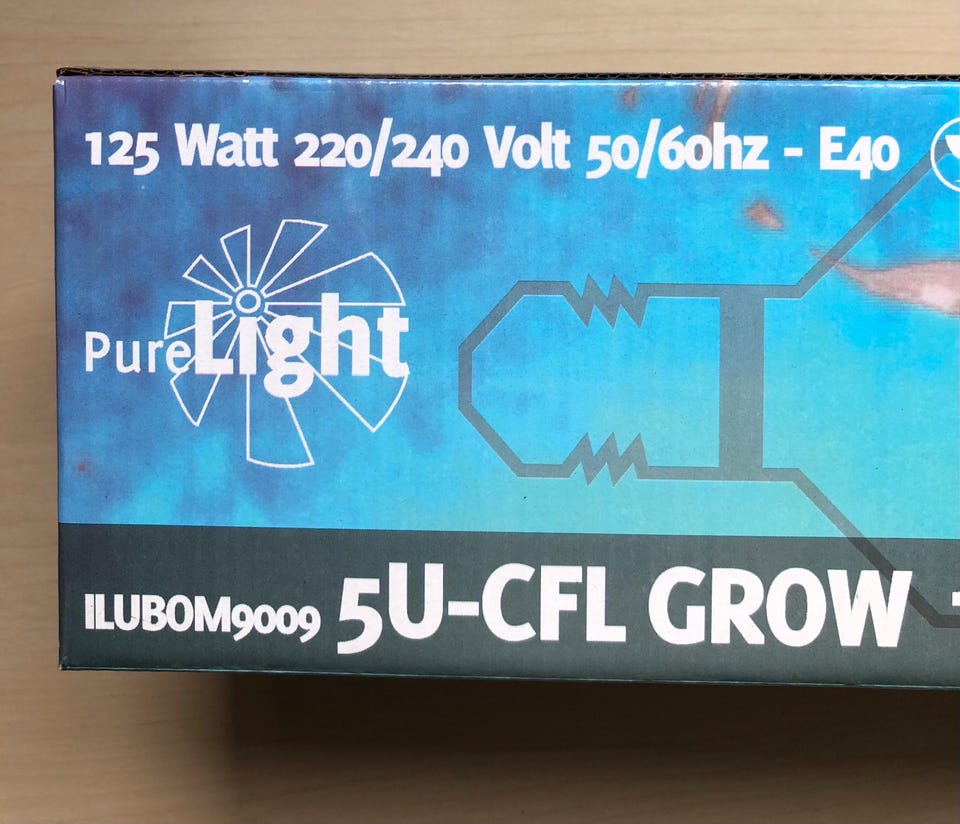 125 Watt 220/240 Volt 50/60hz - E40
PureLight
ILUBOM9009 5U-CFL GROW